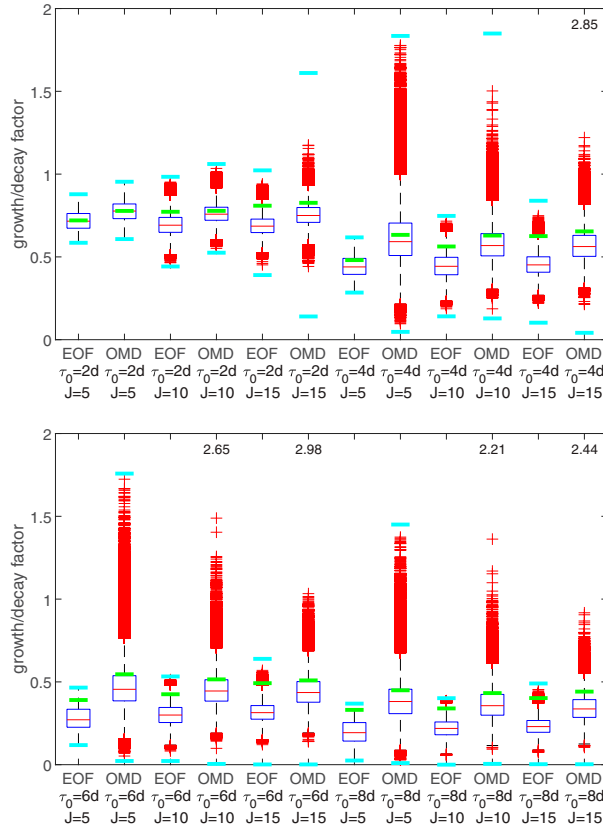 2
2.85
1.5
1
0.5
0
growth/decay factor
EOF OMD EOF OMD EOF OMD EOF OMD EOF OMD EOF OMD
τ₀=2d τ₀=2d τ₀=2d τ₀=2d τ₀=2d τ₀=2d τ₀=4d τ₀=4d τ₀=4d τ₀=4d τ₀=4d τ₀=4d
J=5 J=5 J=10 J=10 J=15 J=15 J=5 J=5 J=10 J=10 J=15 J=15
2
2.65 2.98 2.21 2.44
1.5
1
0.5
0
growth/decay factor
EOF OMD EOF OMD EOF OMD EOF OMD EOF OMD EOF OMD
τ₀=6d τ₀=6d τ₀=6d τ₀=6d τ₀=6d τ₀=6d τ₀=8d τ₀=8d τ₀=8d τ₀=8d τ₀=8d τ₀=8d
J=5 J=5 J=10 J=10 J=15 J=15 J=5 J=5 J=10 J=10 J=15 J=15